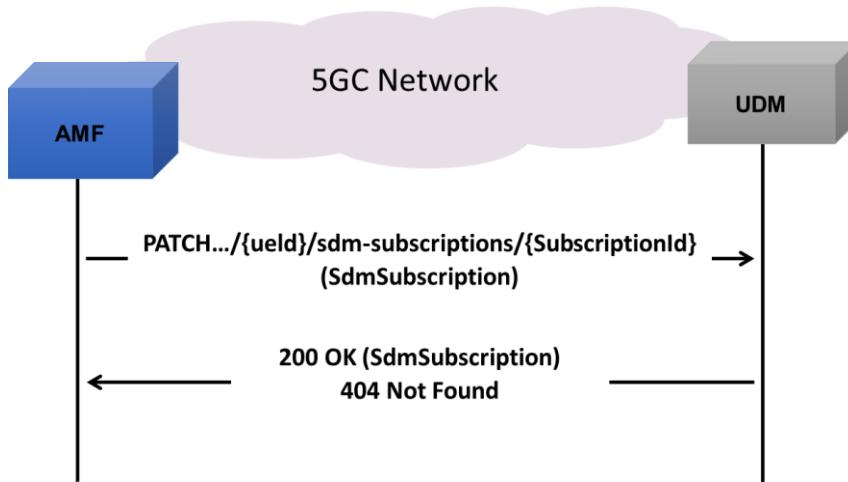 5GC Network
AMF
UDM
PATCH.../{ueId}/sdm-subscriptions/{SubscriptionId}
(SdmSubscription)
200 OK (SdmSubscription)
404 Not Found